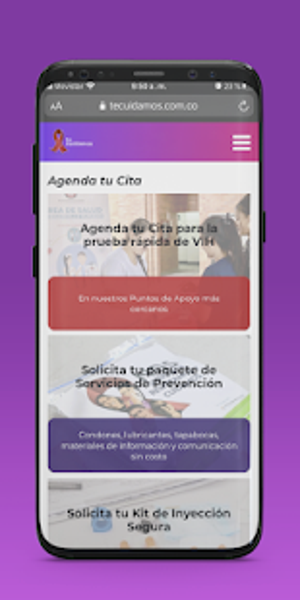 Movistar
9:50 a. m.
23 %
AA
tecuidamos.com.co
Agenda tu Cita
Agenda tu Cita para la
prueba rápida de VIH
En nuestros Puntos de Apoyo más
cercanos
Solicita tu paquete de
Servicios de Prevención
Condones, lubricantes, tapabocas,
materiales de información y comunicación
sin costo
Solicita tu Kit de Inyección
Segura